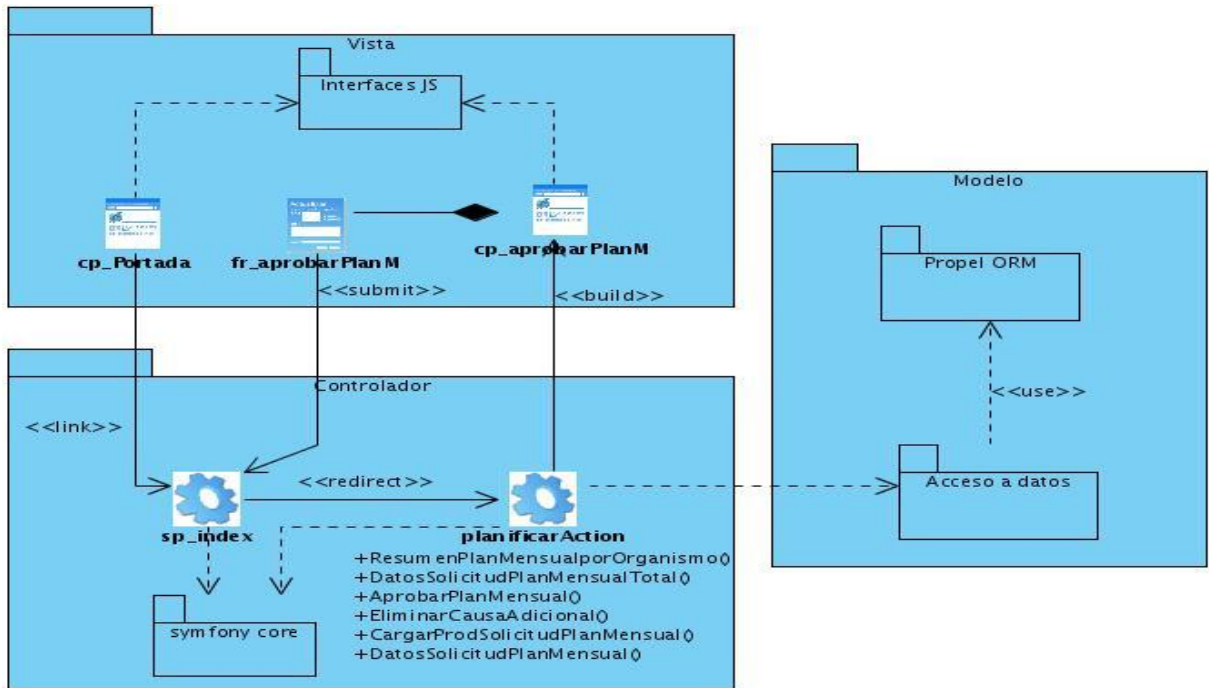 Vista
Interfaces JS
cp_Portada
fr_aprobarPlanM
cp_aprobarPlanM
<<submit>>
<<build>>
Modelo
Propel ORM
<<use>>
Acceso a datos
Controlador
<<link>>
<<redirect>>
sp_index
planificarAction
+ResumenPlanMensualporOrganismo()
+DatosSolicitudPlanMensualTotal()
+AprobarPlanMensual()
+EliminarCausaAdicional()
+CargarProdSolicitudPlanMensual()
+DatosSolicitudPlanMensual()
symfony core